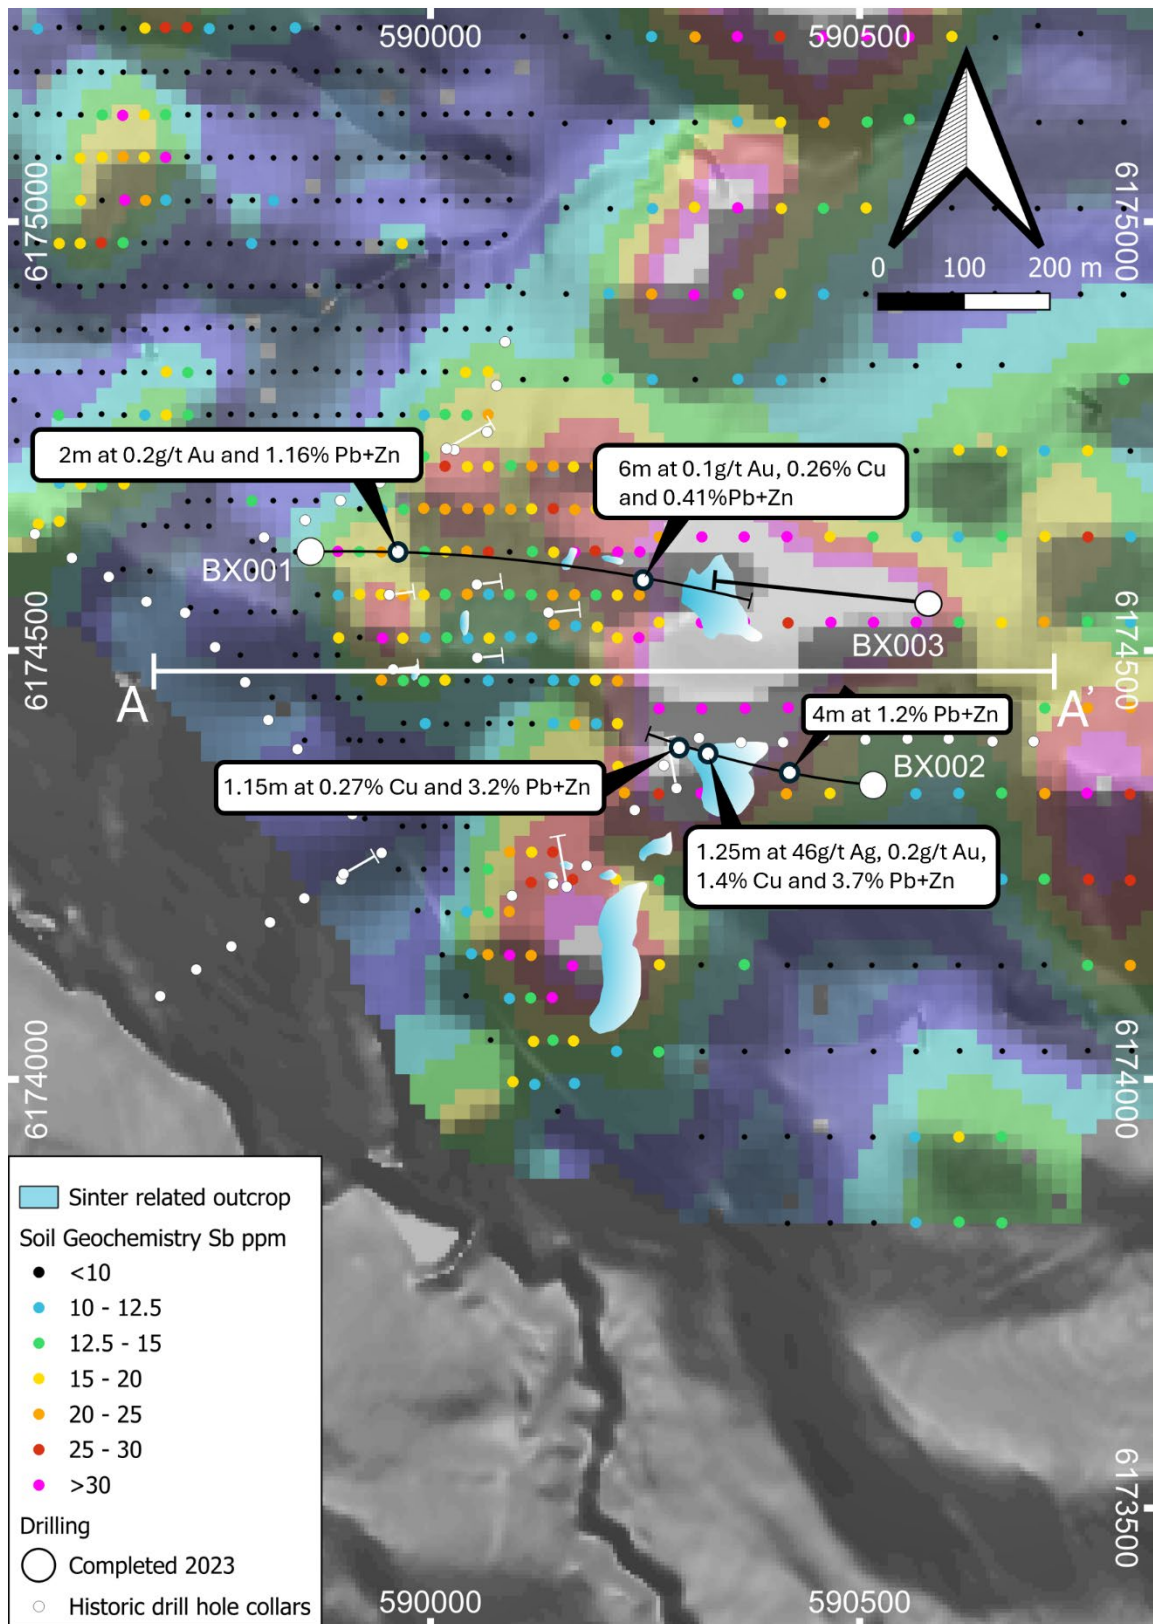 590000
590500
6175000
6175000
0 100 200 m
2m at 0.2g/t Au and 1.16% Pb+Zn
6m at 0.1g/t Au, 0.26% Cu
and 0.41%Pb+Zn
BX001
BX003
6174500
6174500
A
A'
4m at 1.2% Pb+Zn
BX002
1.15m at 0.27% Cu and 3.2% Pb+Zn
1.25m at 46g/t Ag, 0.2g/t Au,
1.4% Cu and 3.7% Pb+Zn
6174000
6174000
Sinter related outcrop
Soil Geochemistry Sb ppm
<10
10 - 12.5
12.5 - 15
15 - 20
20 - 25
25 - 30
>30
Drilling
Completed 2023
Historic drill hole collars
6173500
590000
590500